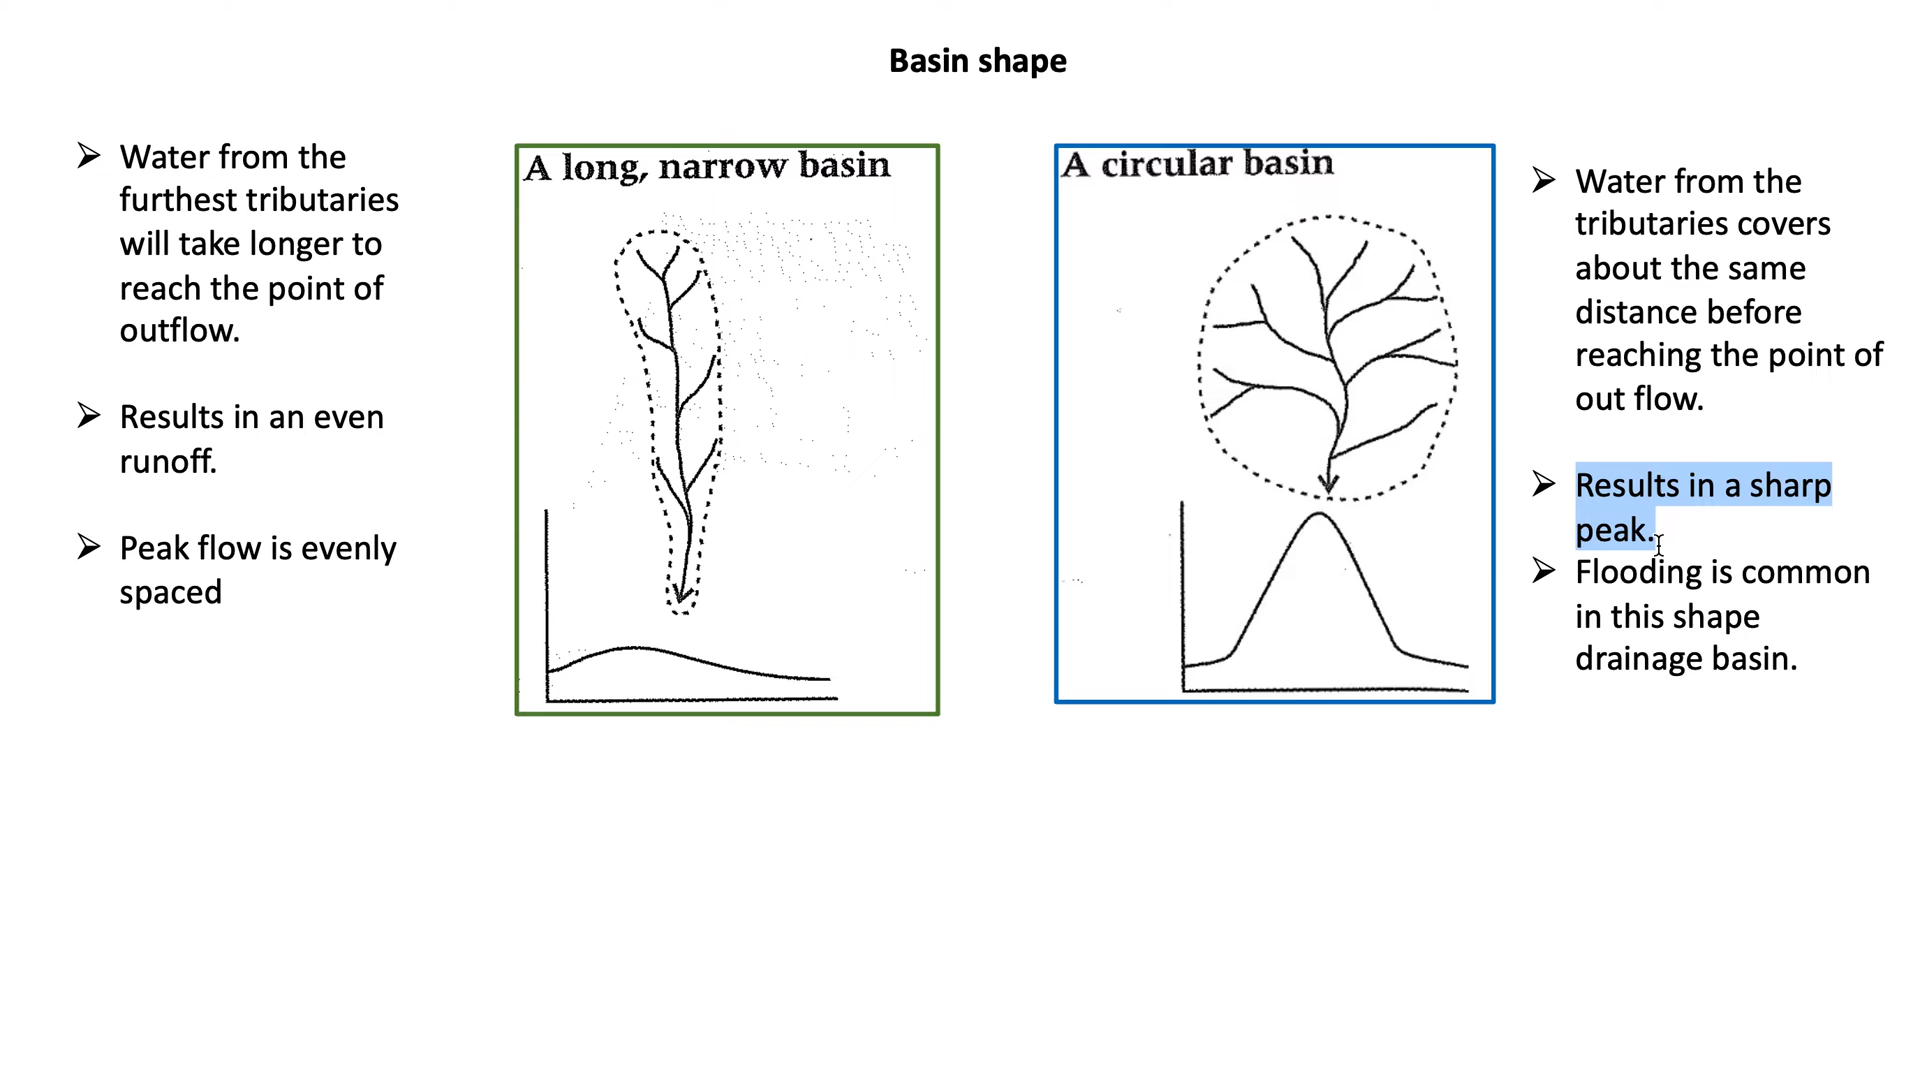 Basin shape
Water from the
furthest tributaries
will take longer to
reach the point of
outflow.
Results in an even
runoff.
Peak flow is evenly
spaced
A long, narrow basin
A circular basin
Water from the
tributaries covers
about the same
distance before
reaching the point of
out flow.
Results in a sharp
peak.
Flooding is common
in this shape
drainage basin.